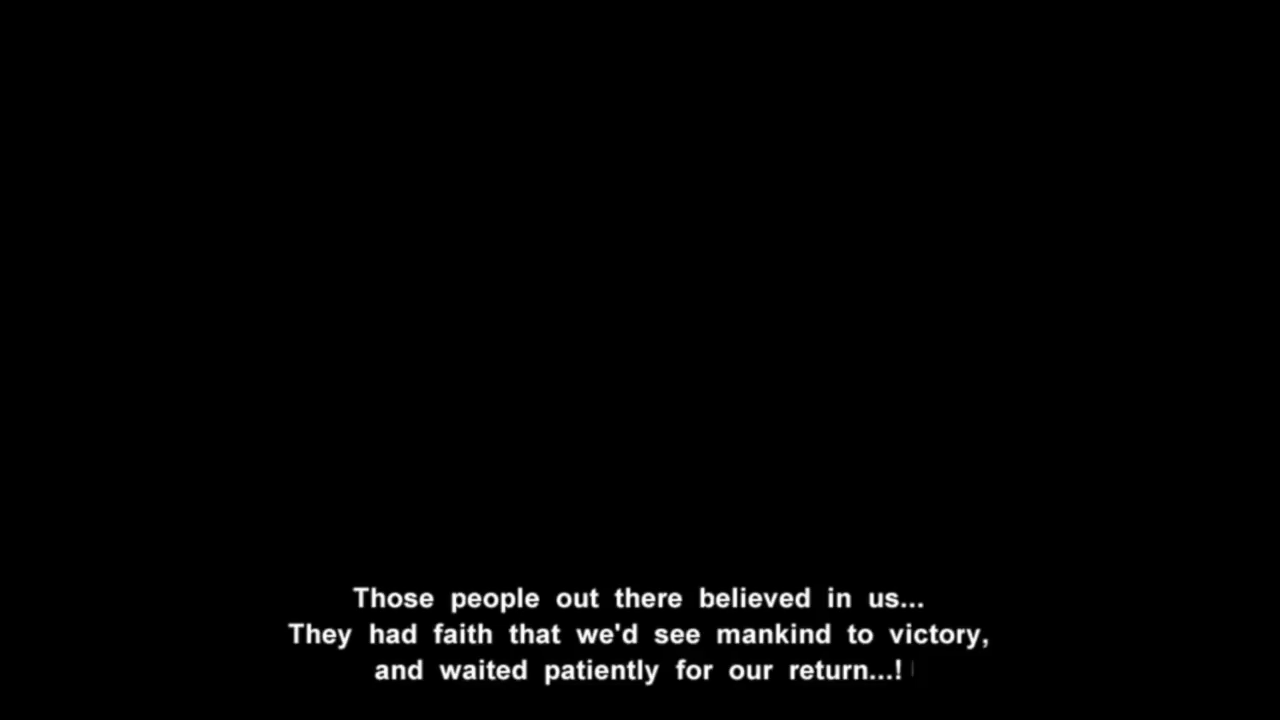 Those people out there believed in us...
They had faith that we'd see mankind to victory,
and waited patiently for our return...!